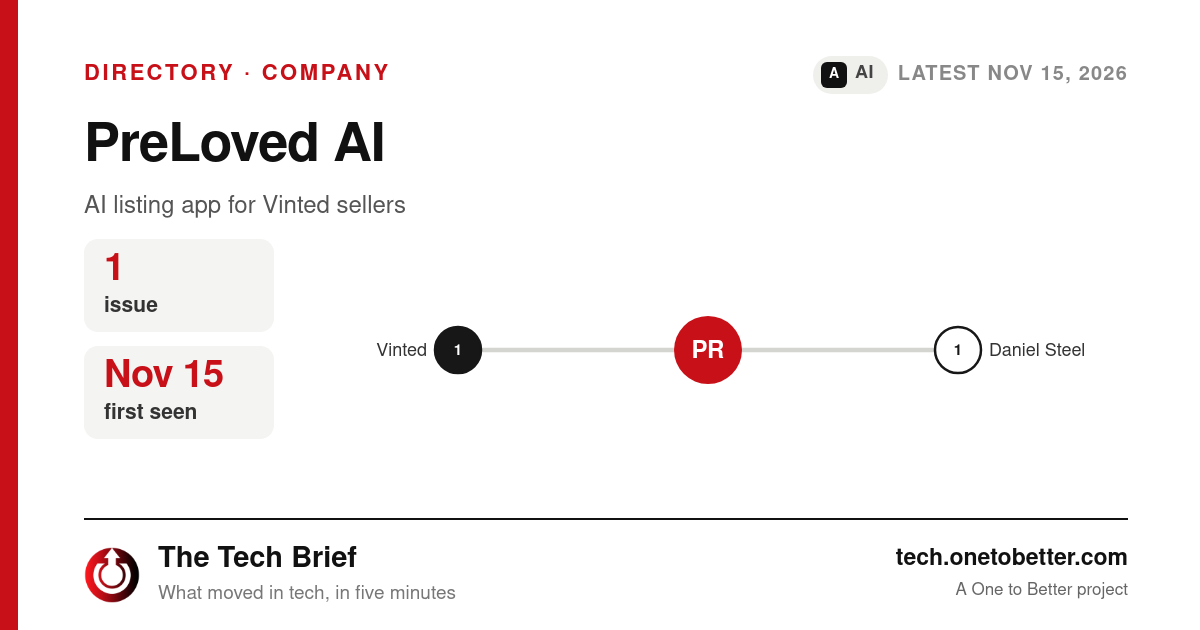 DIRECTORY · COMPANY
A AI LATEST NOV 15, 2026
PreLoved AI
AI listing app for Vinted sellers
1
issue
Nov 15
first seen
Vinted 1 PR 1 Daniel Steel
The Tech Brief
What moved in tech, in five minutes
tech.onetobetter.com
A One to Better project